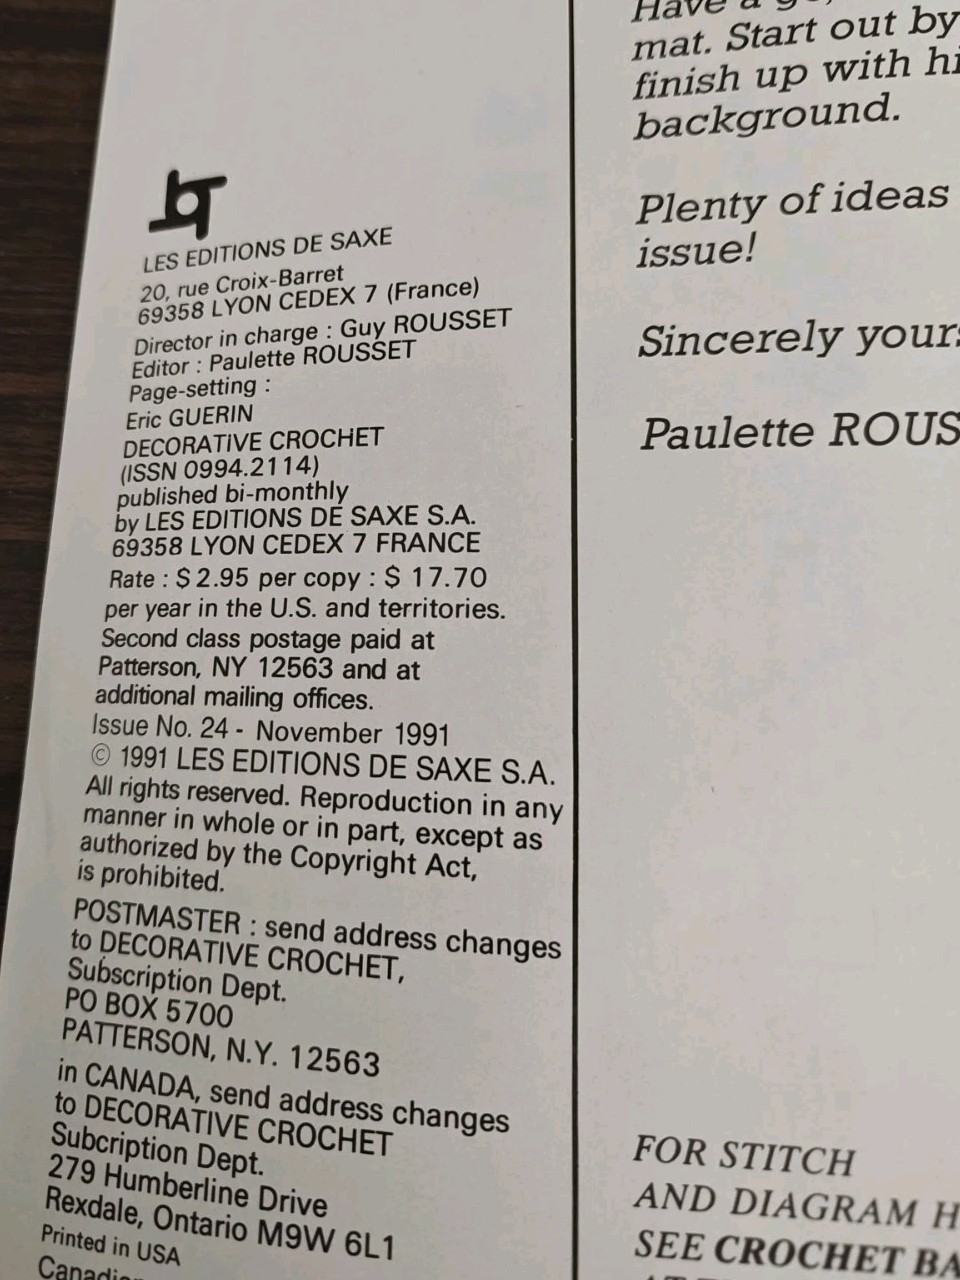 LES EDITIONS DE SAXE
20, rue Croix-Barret
69358 LYON CEDEX 7 (France)
Director in charge : Guy ROUSSET
Editor : Paulette ROUSSET
Page-setting :
Eric GUERIN
DECORATIVE CROCHET
(ISSN 0994.2114)
published bi-monthly
by LES EDITIONS DE SAXE S.A.
69358 LYON CEDEX 7 FRANCE
Rate : $ 2.95 per copy : $ 17.70
per year in the U.S. and territories.
Second class postage paid at
Patterson, NY 12563 and at
additional mailing offices.
Issue No. 24 - November 1991
© 1991 LES EDITIONS DE SAXE S.A.
All rights reserved. Reproduction in any
manner in whole or in part, except as
authorized by the Copyright Act,
is prohibited.
POSTMASTER : send address changes
to DECORATIVE CROCHET,
Subscription Dept.
PO BOX 5700
PATTERSON, N.Y. 12563
in CANADA, send address changes
to DECORATIVE CROCHET
Subcription Dept.
279 Humberline Drive
Rexdale, Ontario M9W 6L1
Printed in USA
Have a
mat. Start out by
finish up with
background.
Plenty of ideas
issue!
Sincerely yours
Paulette ROUS
FOR STITCH
AND DIAGRAM H
SEE CROCHET BA